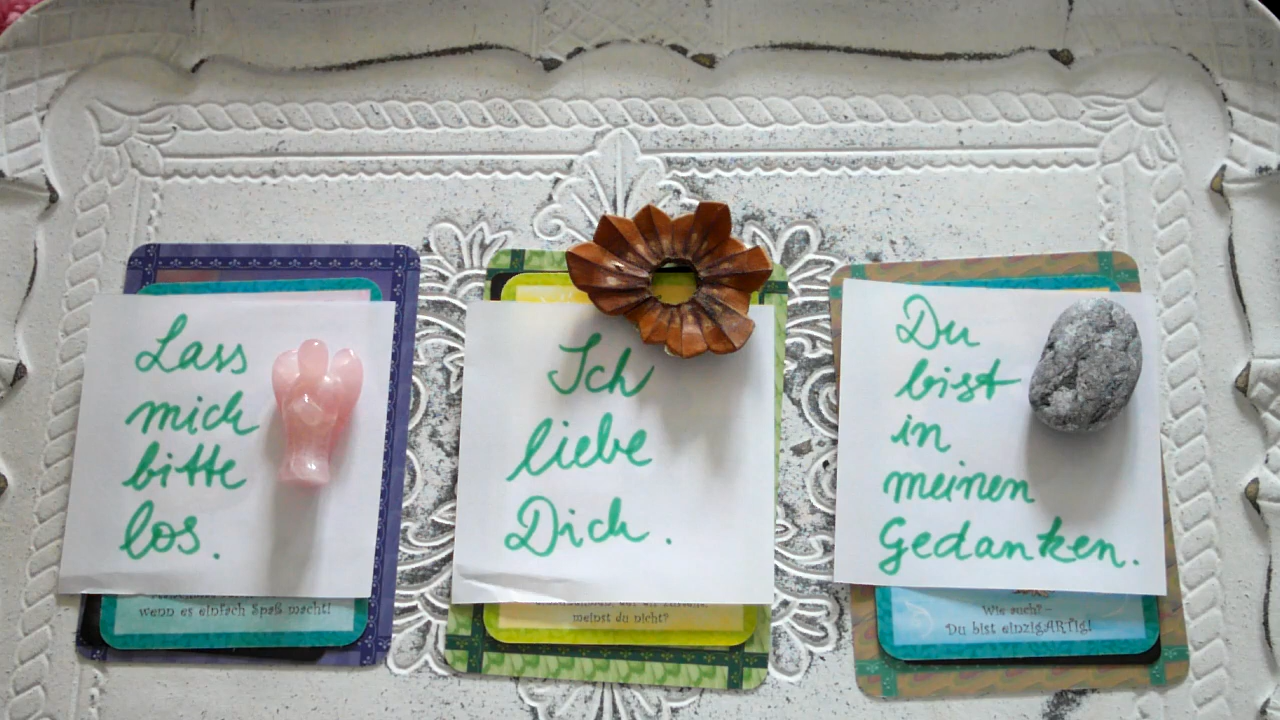 Lass
mich
bitte
los.
wenn es einfach Spaß macht!
Ich
liebe
Dich.
meinst du nicht?
Du
bist
in
meinen
Gedanken.
Wie auch?-
Du bist einzigARTig!